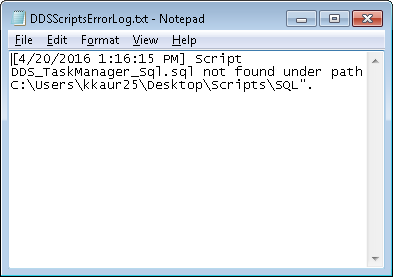 DDSScriptsErrorLog.txt - Notepad
File Edit Format View Help
[4/20/2016 1:16:15 PM] Script
DDS_TaskManager_Sql.sql not found under path
C:\Users\kkaur25\Desktop\Scripts\SQL".